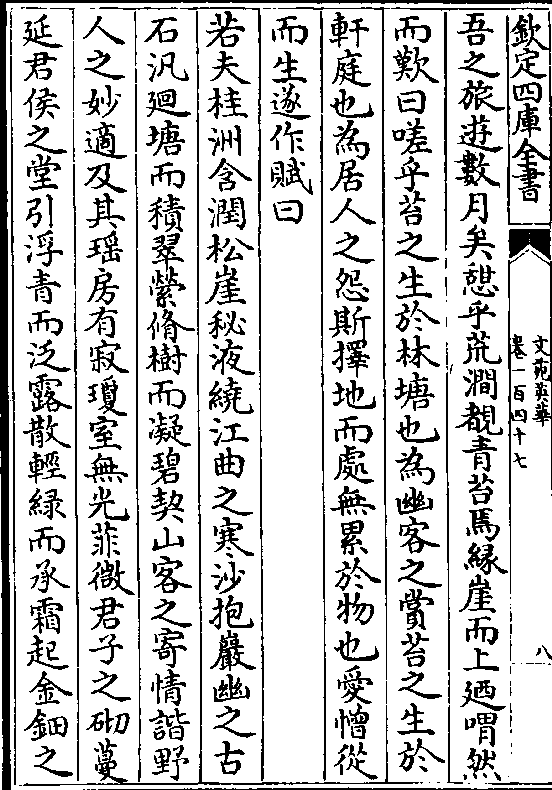 欽定四庫全書
文苑英華
卷一百四十七
八
吾之旅遊數月矣憇乎荒澗覩青苔焉緣崖而上廼喟然
而歎曰嗟乎苔之生於林塘也為幽客之賞苔之生於
軒庭也為居人之怨斯擇地而處無累於物也愛憎從
而生遂作賦曰
若夫桂洲含潤松崖秘液繞江曲之寒沙抱巖幽之古
石汎廻塘而積翠縈脩樹而凝碧契山客之寄情諧野
人之妙適及其瑶房有寂瓊室無光菲微君子之砌蔓
延君侯之堂引浮青而泛露散輕緑而承霜起金鈿之